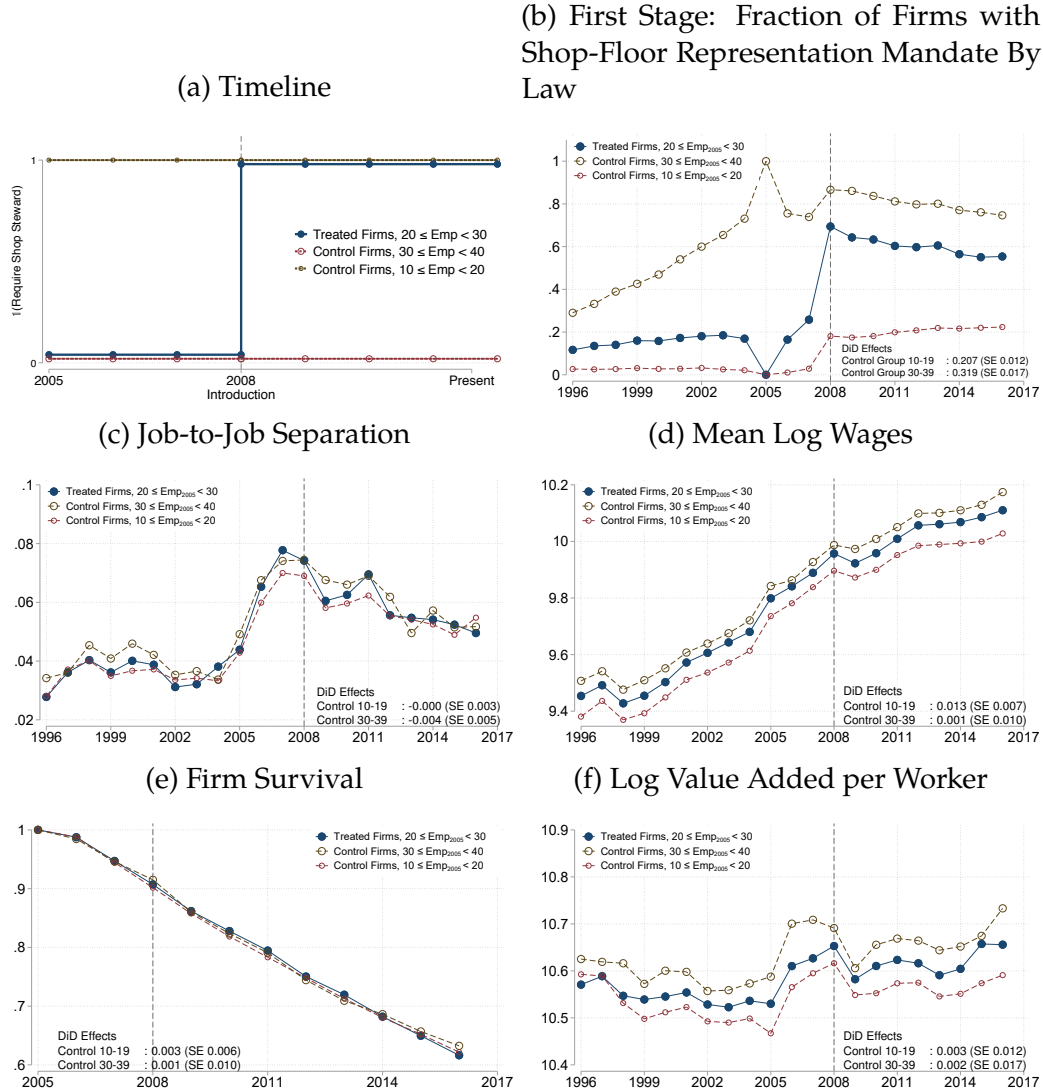 (a) Timeline
1(Require Shop Steward)
1
0
Treated Firms, 20 ≤ Emp < 30
Control Firms, 30 ≤ Emp < 40
Control Firms, 10 ≤ Emp < 20
2005
2008
Present
Introduction
(b) First Stage: Fraction of Firms with
Shop-Floor Representation Mandate By
Law
Treated Firms, 20 ≤ Emp2005 < 30
Control Firms, 30 ≤ Emp2005 < 40
Control Firms, 10 ≤ Emp2005 < 20
1
.8
.6
.4
.2
0
DiD Effects
Control Group 10-19 : 0.207 (SE 0.012)
Control Group 30-39 : 0.319 (SE 0.017)
1996 1999 2002 2005 2008 2011 2014 2017
(c) Job-to-Job Separation
Treated Firms, 20 ≤ Emp2005 < 30
Control Firms, 30 ≤ Emp2005 < 40
Control Firms, 10 ≤ Emp2005 < 20
.1
.08
.06
.04
.02
DiD Effects
Control 10-19 : -0.000 (SE 0.003)
Control 30-39 : -0.004 (SE 0.005)
1996 1999 2002 2005 2008 2011 2014 2017
(d) Mean Log Wages
Treated Firms, 20 ≤ Emp2005 < 30
Control Firms, 30 ≤ Emp2005 < 40
Control Firms, 10 ≤ Emp2005 < 20
10.2
10
9.8
9.6
9.4
DiD Effects
Control 10-19 : 0.013 (SE 0.007)
Control 30-39 : 0.001 (SE 0.010)
1996 1999 2002 2005 2008 2011 2014 2017
(e) Firm Survival
Treated Firms, 20 ≤ Emp2005 < 30
Control Firms, 30 ≤ Emp2005 < 40
Control Firms, 10 ≤ Emp2005 < 20
1
.9
.8
.7
.6
DiD Effects
Control 10-19 : 0.003 (SE 0.006)
Control 30-39 : 0.001 (SE 0.010)
2005 2008 2011 2014 2017
(f) Log Value Added per Worker
Treated Firms, 20 ≤ Emp2005 < 30
Control Firms, 30 ≤ Emp2005 < 40
Control Firms, 10 ≤ Emp2005 < 20
10.9
10.8
10.7
10.6
10.5
10.4
DiD Effects
Control 10-19 : 0.003 (SE 0.012)
Control 30-39 : 0.002 (SE 0.017)
1996 1999 2002 2005 2008 2011 2014 2017